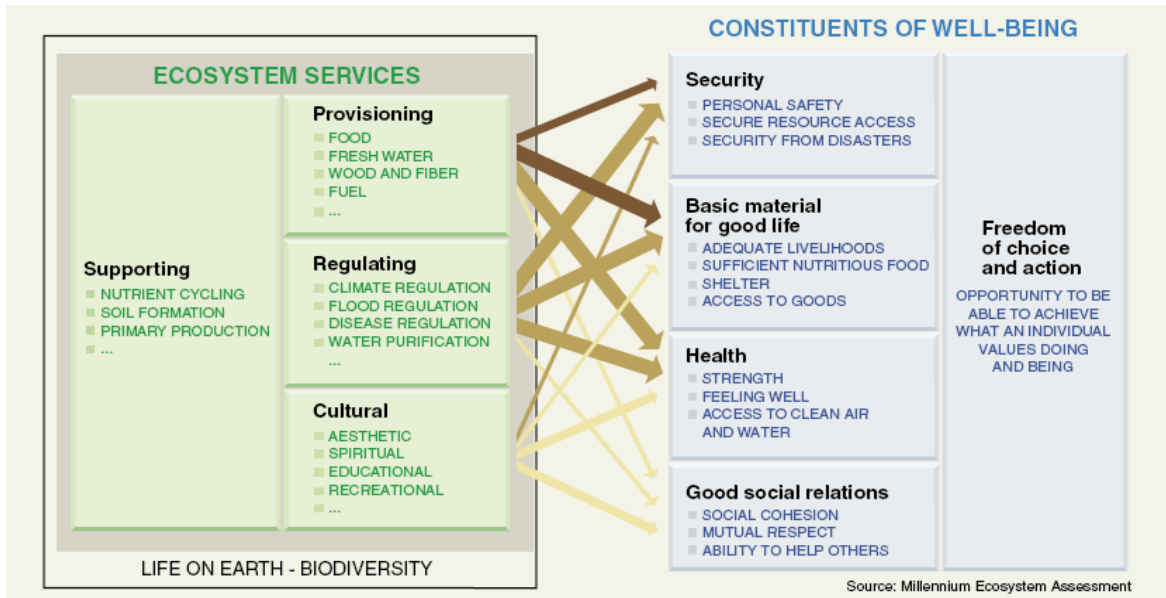 CONSTITUENTS OF WELL-BEING
ECOSYSTEM SERVICES
Supporting
NUTRIENT CYCLING
SOIL FORMATION
PRIMARY PRODUCTION
...
Provisioning
FOOD
FRESH WATER
WOOD AND FIBER
FUEL
...
Regulating
CLIMATE REGULATION
FLOOD REGULATION
DISEASE REGULATION
WATER PURIFICATION
...
Cultural
AESTHETIC
SPIRITUAL
EDUCATIONAL
RECREATIONAL
...
LIFE ON EARTH - BIODIVERSITY
Security
PERSONAL SAFETY
SECURE RESOURCE ACCESS
SECURITY FROM DISASTERS
Basic material
for good life
ADEQUATE LIVELIHOODS
SUFFICIENT NUTRITIOUS FOOD
SHELTER
ACCESS TO GOODS
Health
STRENGTH
FEELING WELL
ACCESS TO CLEAN AIR
AND WATER
Good social relations
SOCIAL COHESION
MUTUAL RESPECT
ABILITY TO HELP OTHERS
Freedom
of choice
and action
OPPORTUNITY TO BE
ABLE TO ACHIEVE
WHAT AN INDIVIDUAL
VALUES DOING
AND BEING
Source: Millennium Ecosystem Assessment